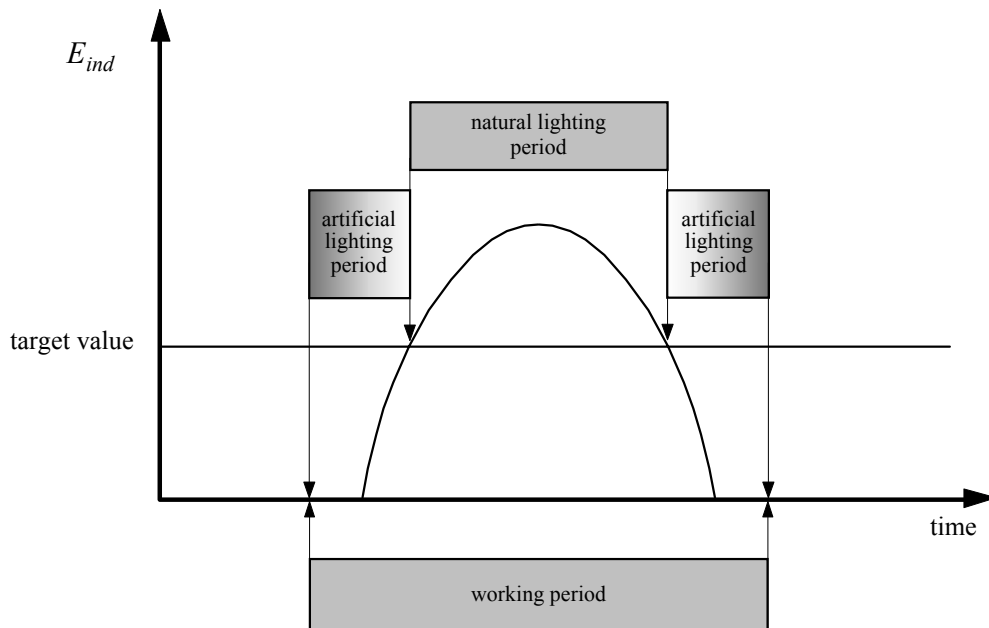 E_ind
natural lighting
period
artificial
lighting
period
artificial
lighting
period
target value
time
working period